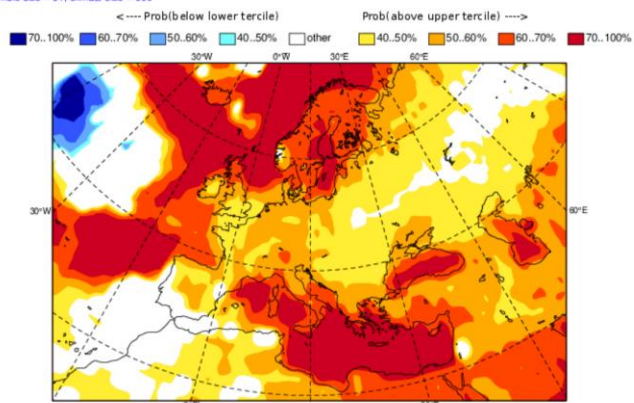 <---- Prob(below lower tercile) Prob(above upper tercile) ---->
70..100% 60..70% 50..60% 40..50% other 40..50% 50..60% 60..70% 70..100%
30°W 0°W 30°E 60°E
30°W 60°E